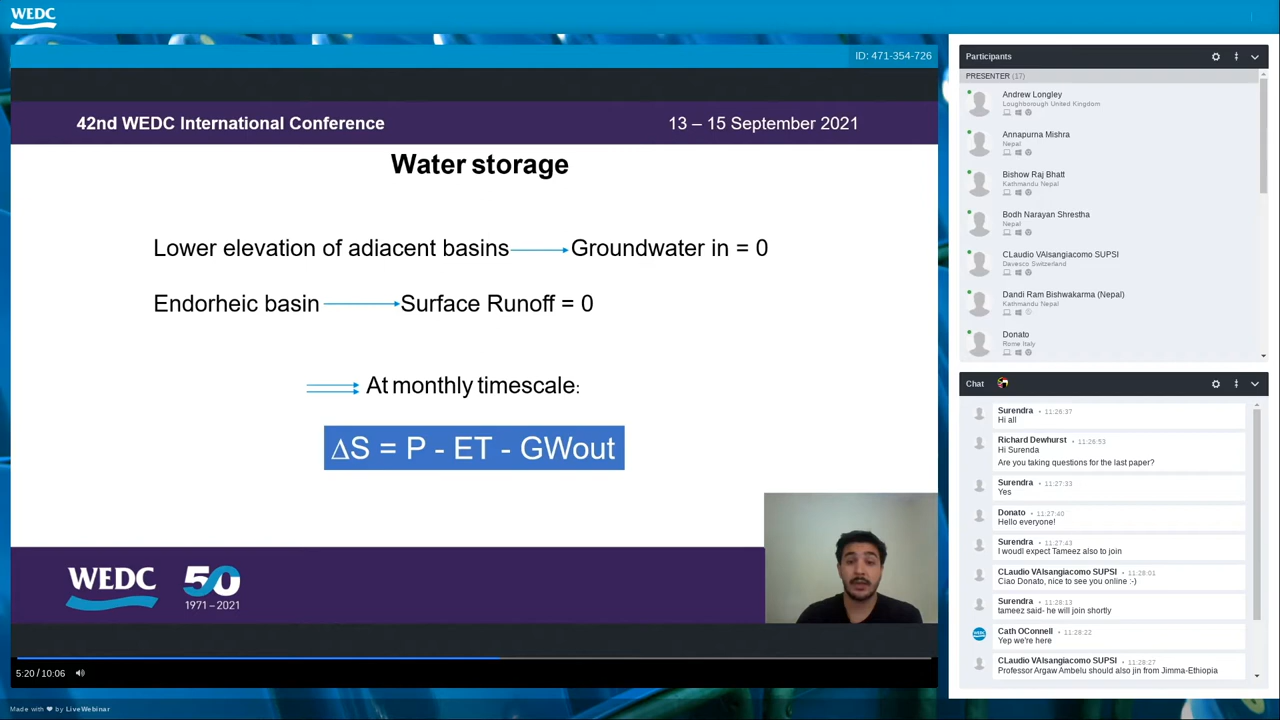 WEDC
ID: 471-354-726
42nd WEDC International Conference
13 – 15 September 2021
Water storage
Lower elevation of adiacent basins
Groundwater in = 0
Endorheic basin
Surface Runoff = 0
At monthly timescale:
ΔS = P - ET - GWout
WEDC
50
1971–2021
5:20 / 10:06
Made with ❤ by LiveWebinar
Participants
PRESENTER (17)
Andrew Longley
Loughborough United Kingdom
Annapurna Mishra
Nepal
Bishow Raj Bhatt
Kathmandu Nepal
Bodh Narayan Shrestha
Nepal
CLaudio VAlsangiacomo SUPSI
Davesco Switzerland
Dandi Ram Bishwakarma (Nepal)
Kathmandu Nepal
Donato
Rome Italy
Chat
Surendra • 11:26:37
Hi all
Richard Dewhurst • 11:26:53
Hi Surenda
Are you taking questions for the last paper?
Surendra • 11:27:33
Yes
Donato • 11:27:40
Hello everyone!
Surendra • 11:27:43
I woudl expect Tameez also to join
CLaudio VAlsangiacomo SUPSI • 11:28:01
Ciao Donato, nice to see you online :-)
Surendra • 11:28:13
tameez said- he will join shortly
WEDC
Cath OConnell • 11:28:22
Yep we're here
CLaudio VAlsangiacomo SUPSI • 11:28:27
Professor Argaw Ambelu should also jin from Jimma-Ethiopia